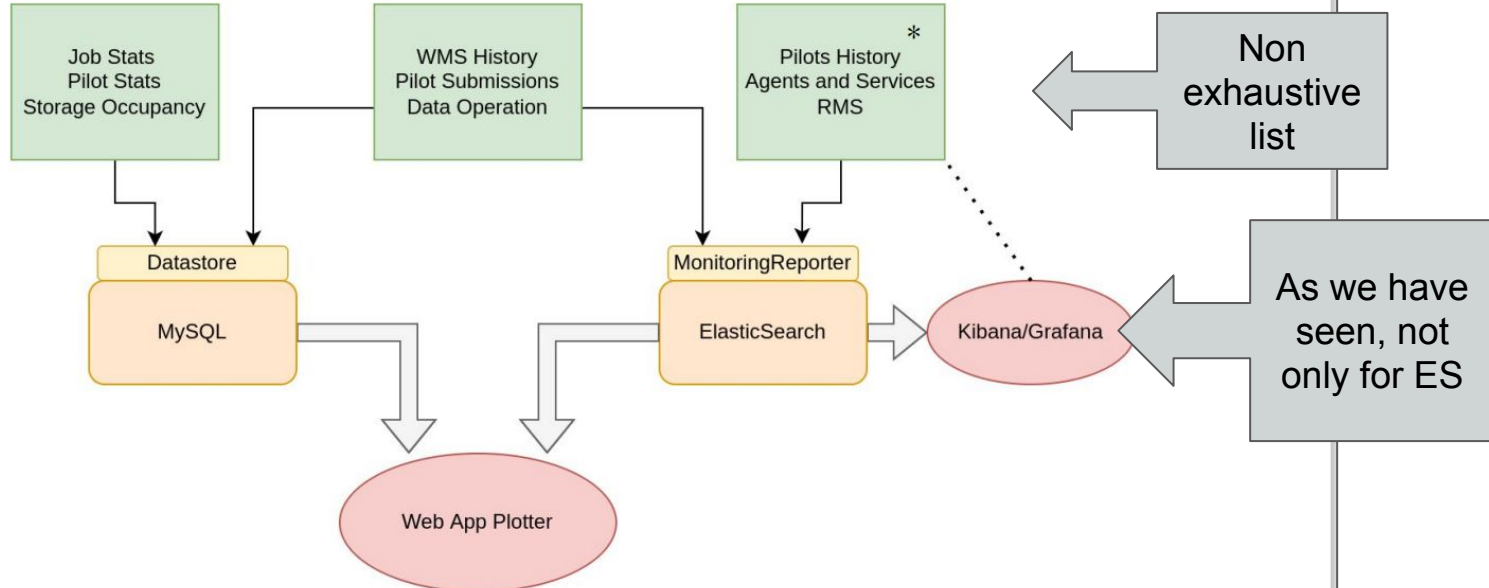 Job Stats
Pilot Stats
Storage Occupancy
WMS History
Pilot Submissions
Data Operation
*
Pilots History
Agents and Services
RMS
Non
exhaustive
list
Datastore
MySQL
MonitoringReporter
ElasticSearch
Kibana/Grafana
As we have
seen, not
only for ES
Web App Plotter